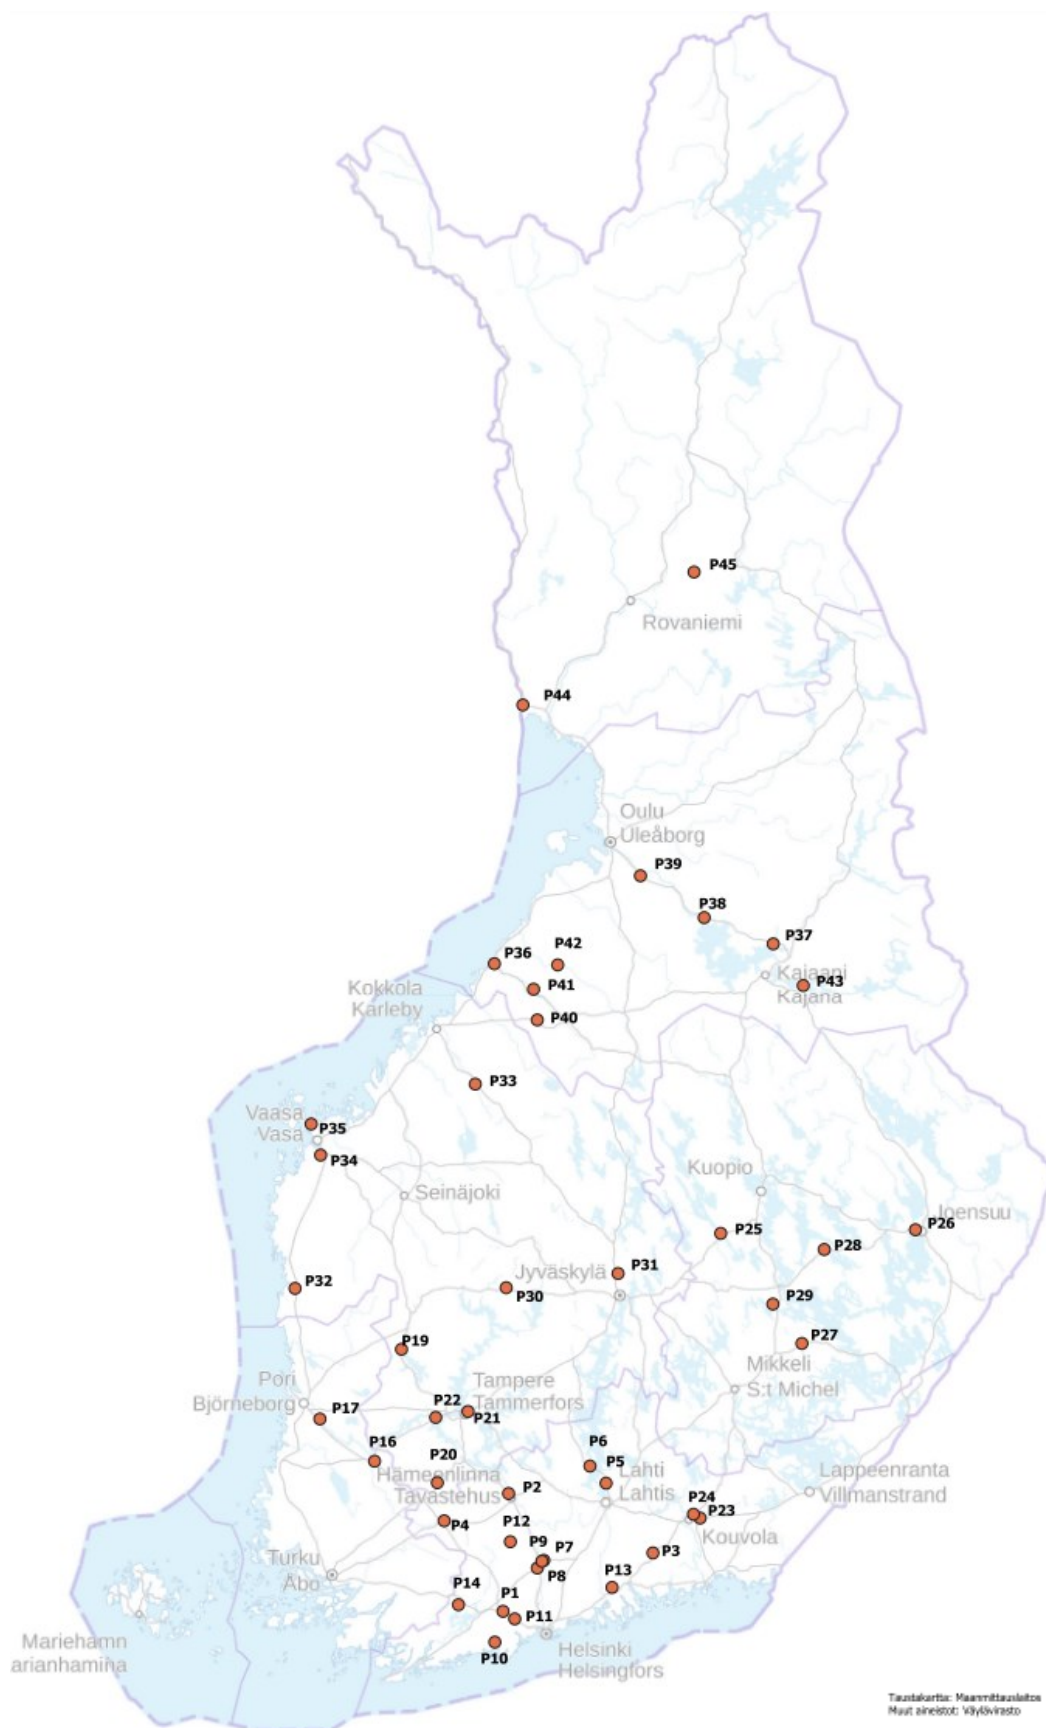 P45
Rovaniemi
P44
Oulu
Uleåborg
P39
P38
P37
P36
P42
Kajaani
Kajana
P43
P41
Kokkola
Karleby
P40
P33
Vaasa
Vasa
P35
P34
Kuopio
Seinäjoki
Joensuu
P26
P25
P28
Jyväskylä
P31
P32
P30
P29
P27
P19
Mikkeli
S:t Michel
Pori
Björneborg
Tampere
Tammerfors
P22
P21
P17
P16
P6
P20
P5
Hämeenlinna
Tavastehus
Lahti
Lahtis
Lappeenranta
Villmanstrand
P2
P24
P23
P4
Kouvola
P12
P9
P7
P3
P8
Turku
Åbo
P13
P14
P1
P11
Mariehamn
arianhamina
P10
Helsinki
Helsingfors
Taustakartta: Maanmittauslaitos
Muut aineistot: Väylävirasto